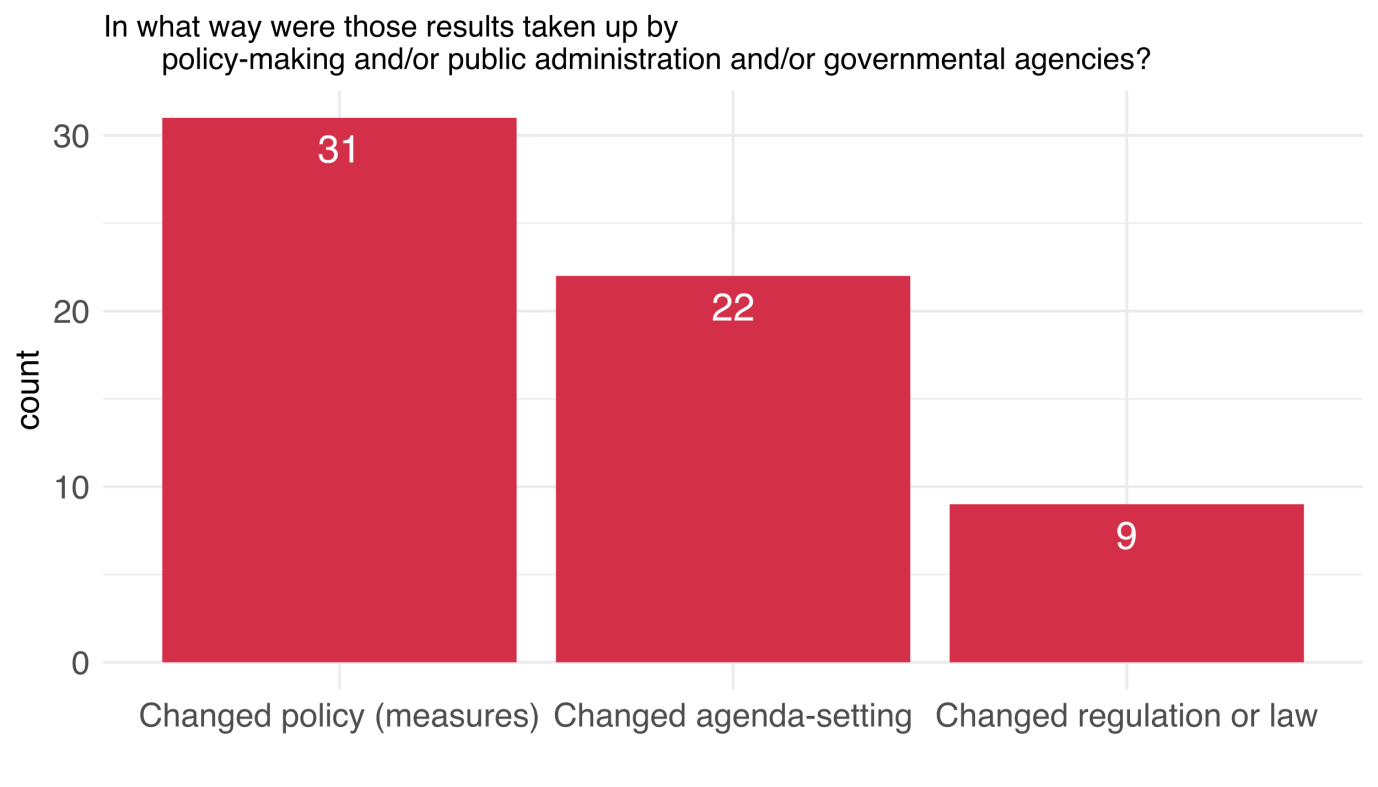 In what way were those results taken up by
policy-making and/or public administration and/or governmental agencies?
30
20
10
0
count
31
22
9
Changed policy (measures)
Changed agenda-setting
Changed regulation or law